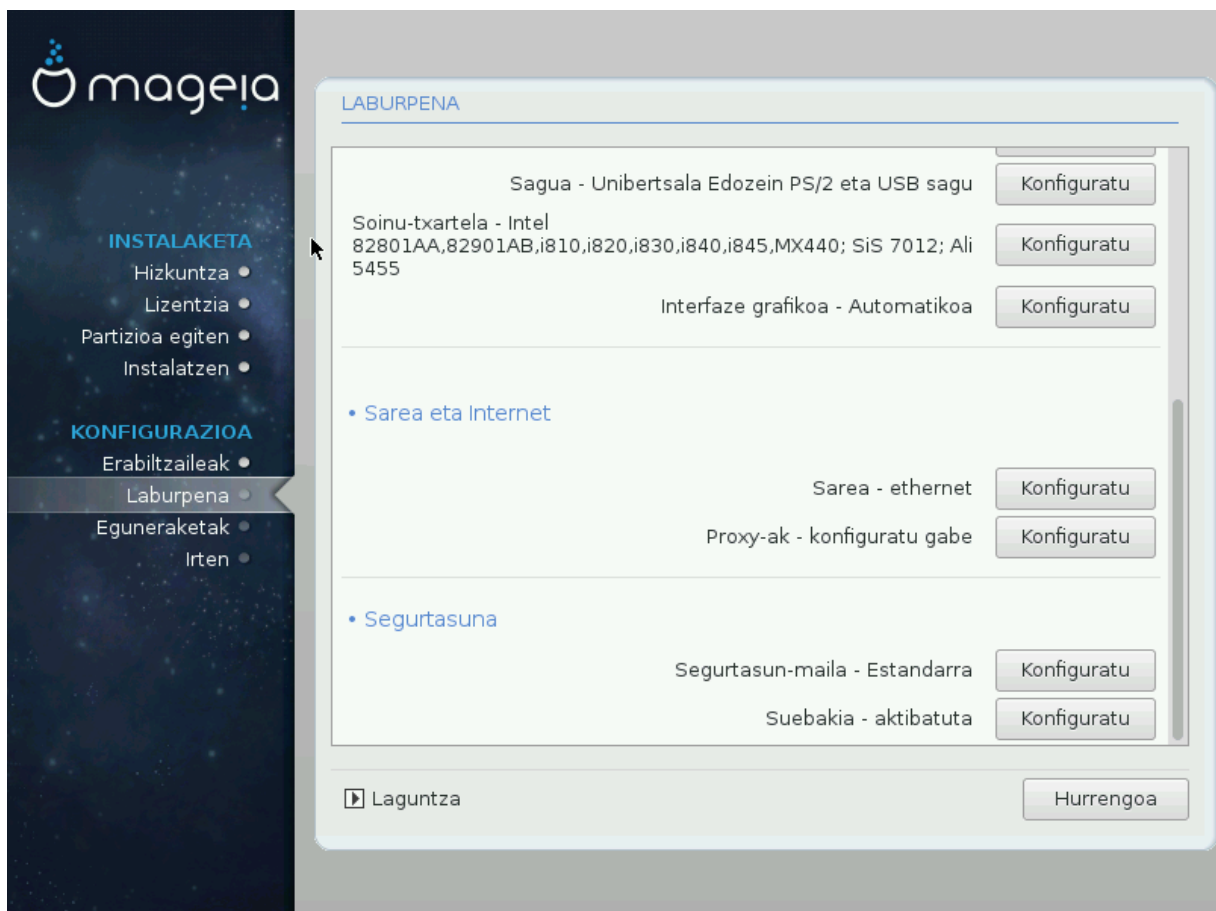 mageia
INSTALAKETA
Hizkuntza
Lizentzia
Partizioa egiten
Instalatzen
KONFIGURAZIOA
Erabiltzaileak
Laburpena
Eguneraketak
Irten
LABURPENA
Sagua - Unibertsala Edozein PS/2 eta USB sagu
Konfiguratu
Soinu-txartela - Intel
82801AA,82901AB,i810,i820,i830,i840,i845,MX440; SiS 7012; Ali
5455
Konfiguratu
Interfaze grafikoa - Automatikoa
Konfiguratu
• Sarea eta Internet
Sarea - ethernet
Konfiguratu
Proxy-ak - konfiguratu gabe
Konfiguratu
• Segurtasuna
Segurtasun-maila - Estandarra
Konfiguratu
Suebakia - aktibatuta
Konfiguratu
Laguntza
Hurrengoa